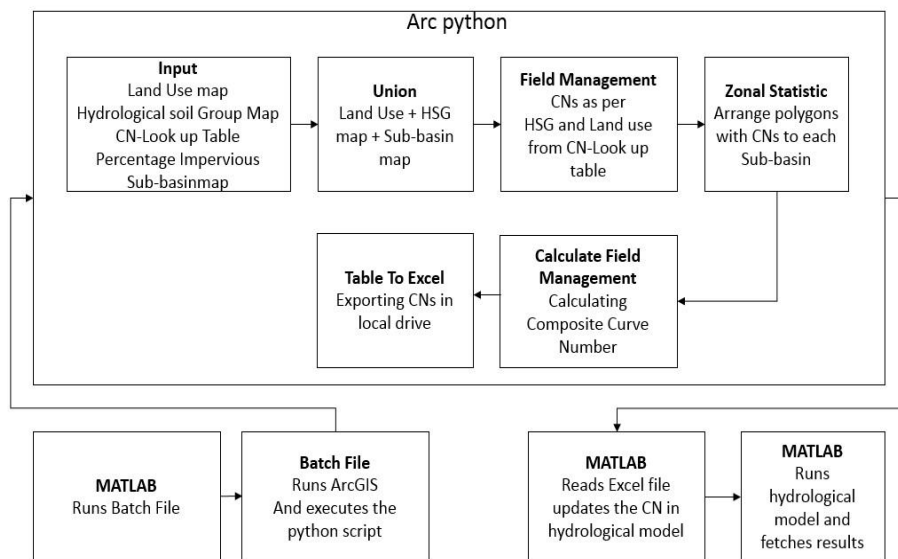 Arc python
Input
Land Use map
Hydrological soil Group Map
CN-Look up Table
Percentage Impervious
Sub-basinmap
Union
Land Use + HSG
map + Sub-basin
map
Field Management
CNs as per
HSG and Land use
from CN-Look up
table
Zonal Statistic
Arrange polygons
with CNs to each
Sub-basin
Table To Excel
Exporting CNs in
local drive
Calculate Field
Management
Calculating
Composite Curve
Number
MATLAB
Runs Batch File
Batch File
Runs ArcGIS
And executes the
python script
MATLAB
Reads Excel file
updates the CN in
hydrological model
MATLAB
Runs
hydrological
model and
fetches results